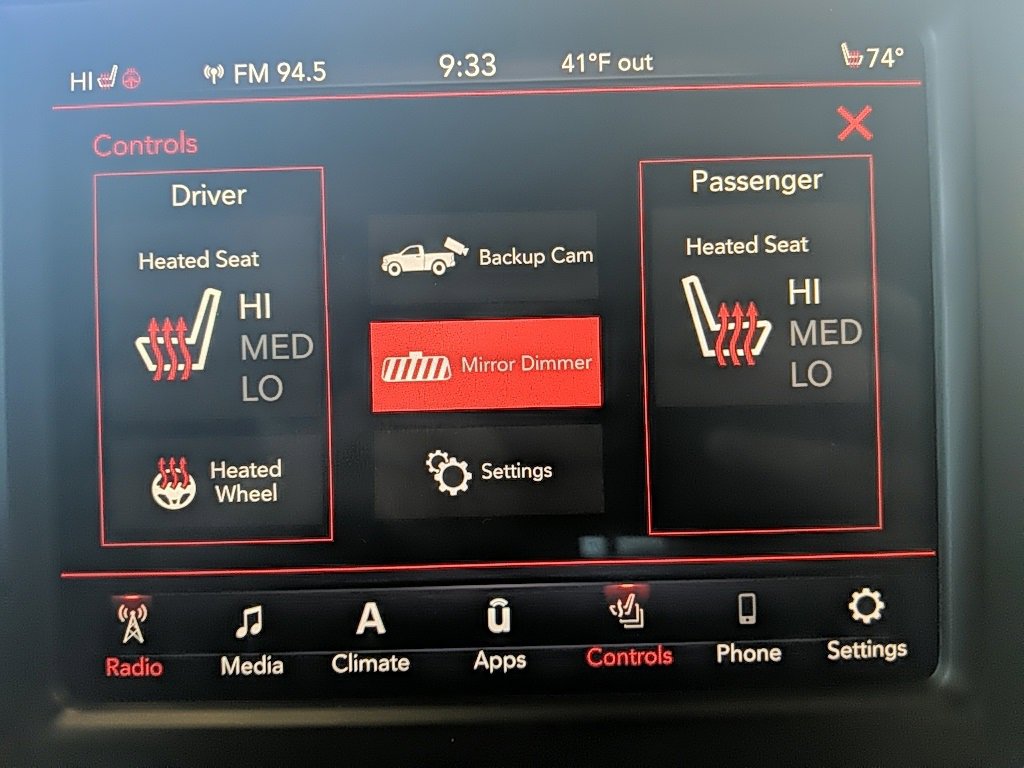 HI FM 94.5 9:33 41°F out 74°
Controls
Driver
Heated Seat
HI
MED
LO
Heated
Wheel
Backup Cam
Mirror Dimmer
Settings
Passenger
Heated Seat
HI
MED
LO
Radio Media A Climate ū Apps Controls Phone Settings